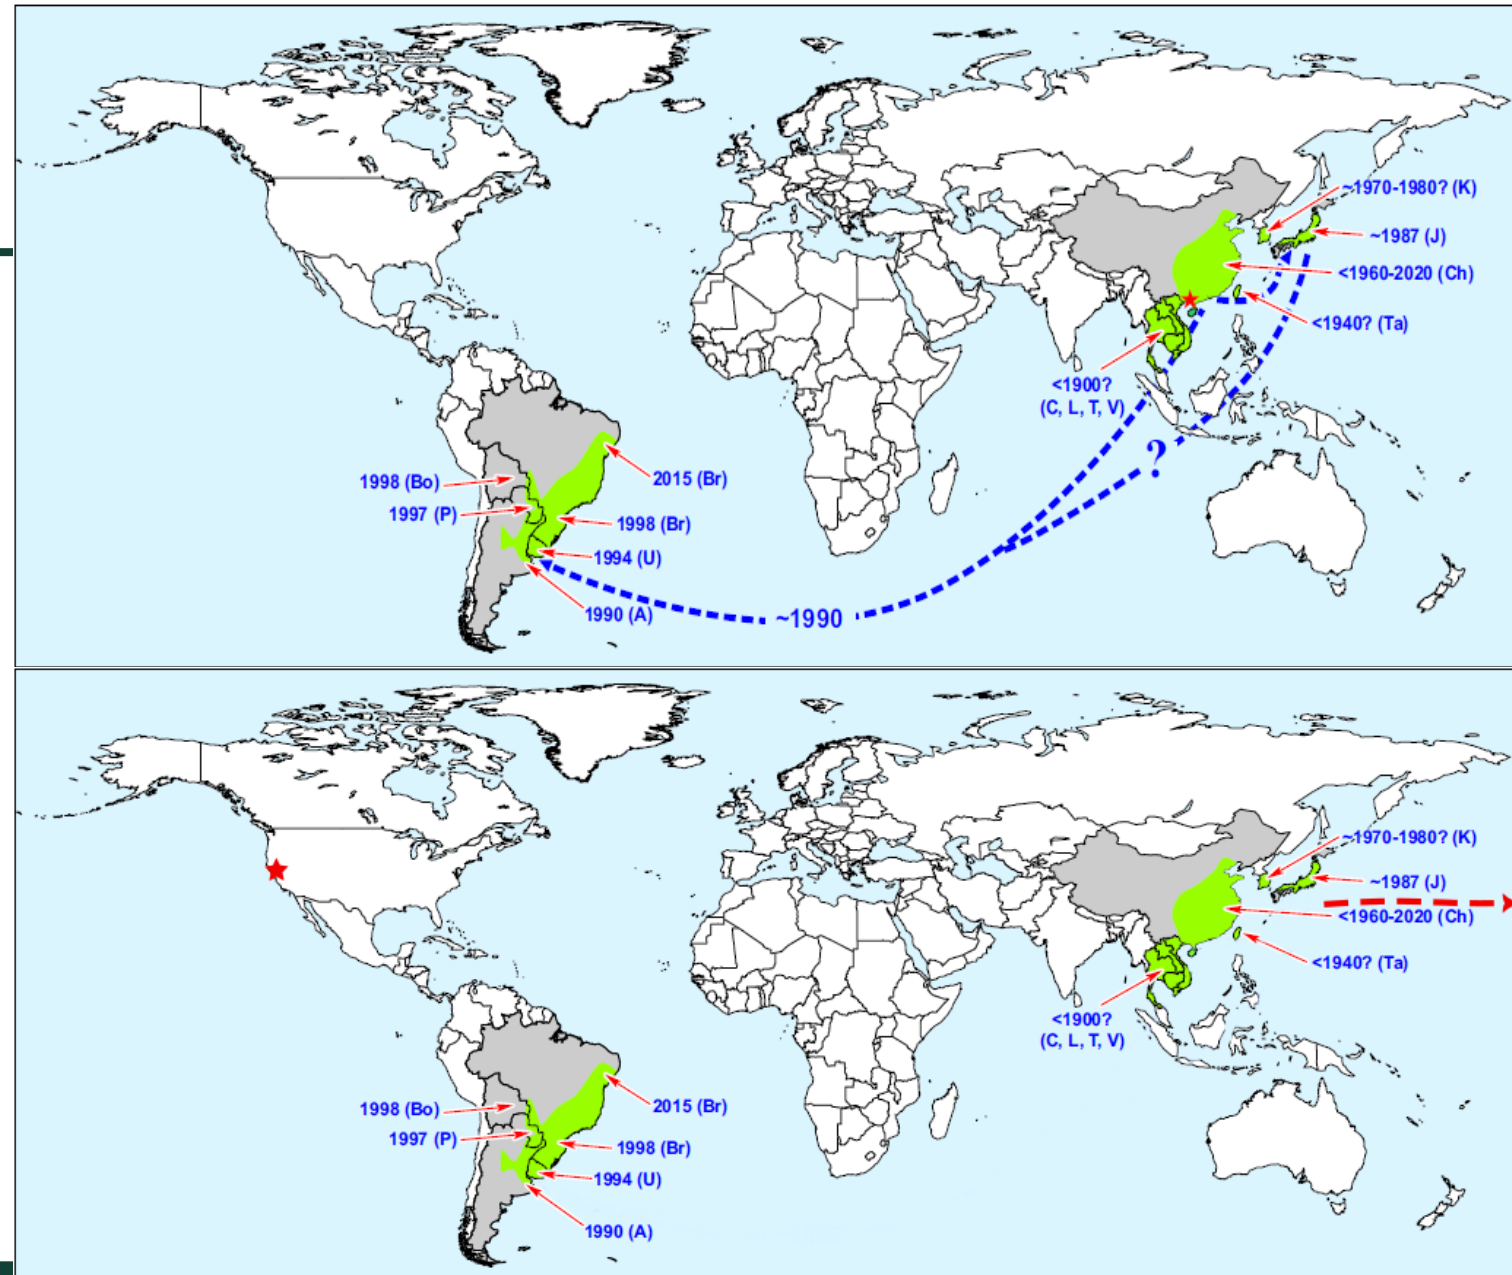 ~1970-1980? (K)
~1987 (J)
<1960-2020 (Ch)
<1940? (Ta)
<1900?
(C, L, T, V)
?
1998 (Bo)
2015 (Br)
1997 (P)
1998 (Br)
1994 (U)
1990 (A)
~1990
~1970-1980? (K)
~1987 (J)
<1960-2020 (Ch)
<1940? (Ta)
<1900?
(C, L, T, V)
1998 (Bo)
2015 (Br)
1997 (P)
1998 (Br)
1994 (U)
1990 (A)